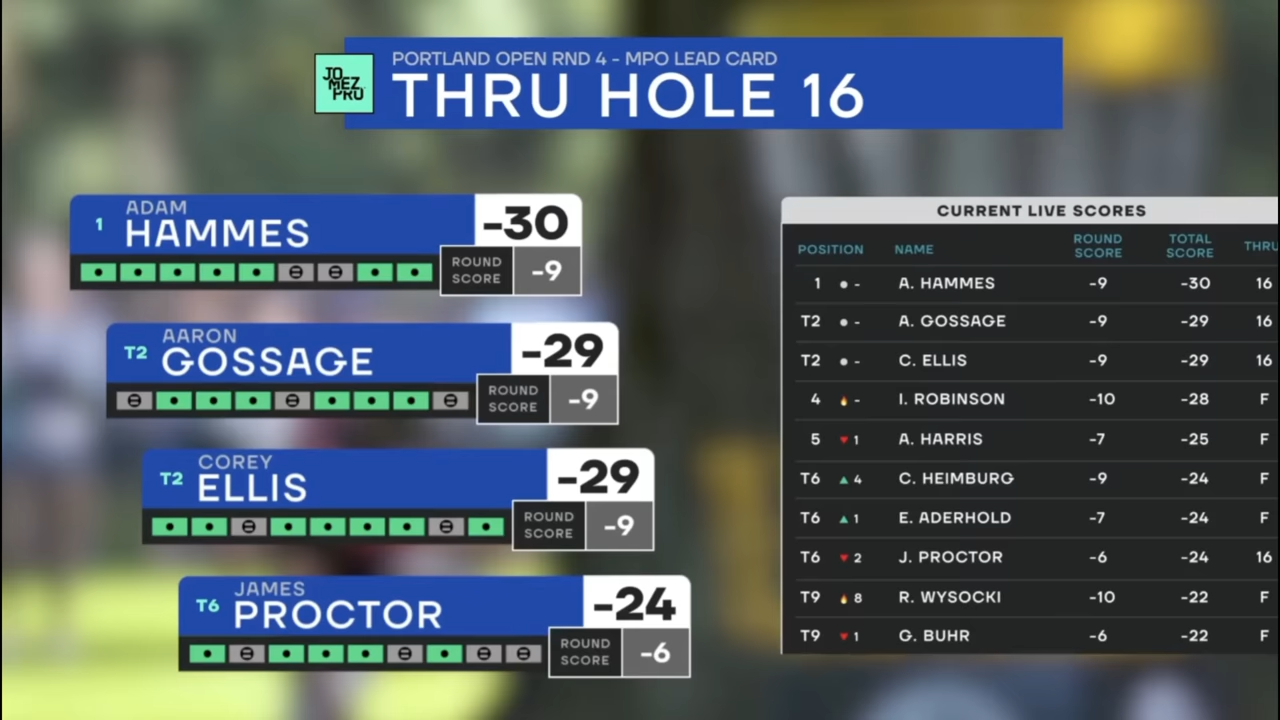 JO
MEZ
PRO
PORTLAND OPEN RND 4 - MPO LEAD CARD
THRU HOLE 16
1 ADAM
HAMMES
-30
ROUND
SCORE
-9
T2 AARON
GOSSAGE
-29
ROUND
SCORE
-9
T2 COREY
ELLIS
-29
ROUND
SCORE
-9
T6 JAMES
PROCTOR
-24
ROUND
SCORE
-6
CURRENT LIVE SCORES
POSITION NAME ROUND SCORE TOTAL SCORE THRU
1 - A. HAMMES -9 -30 16
T2 - A. GOSSAGE -9 -29 16
T2 - C. ELLIS -9 -29 16
4 - I. ROBINSON -10 -28 F
5 1 A. HARRIS -7 -25 F
T6 4 C. HEIMBURG -9 -24 F
T6 1 E. ADERHOLD -7 -24 F
T6 2 J. PROCTOR -6 -24 16
T9 8 R. WYSOCKI -10 -22 F
T9 1 G. BUHR -6 -22 F